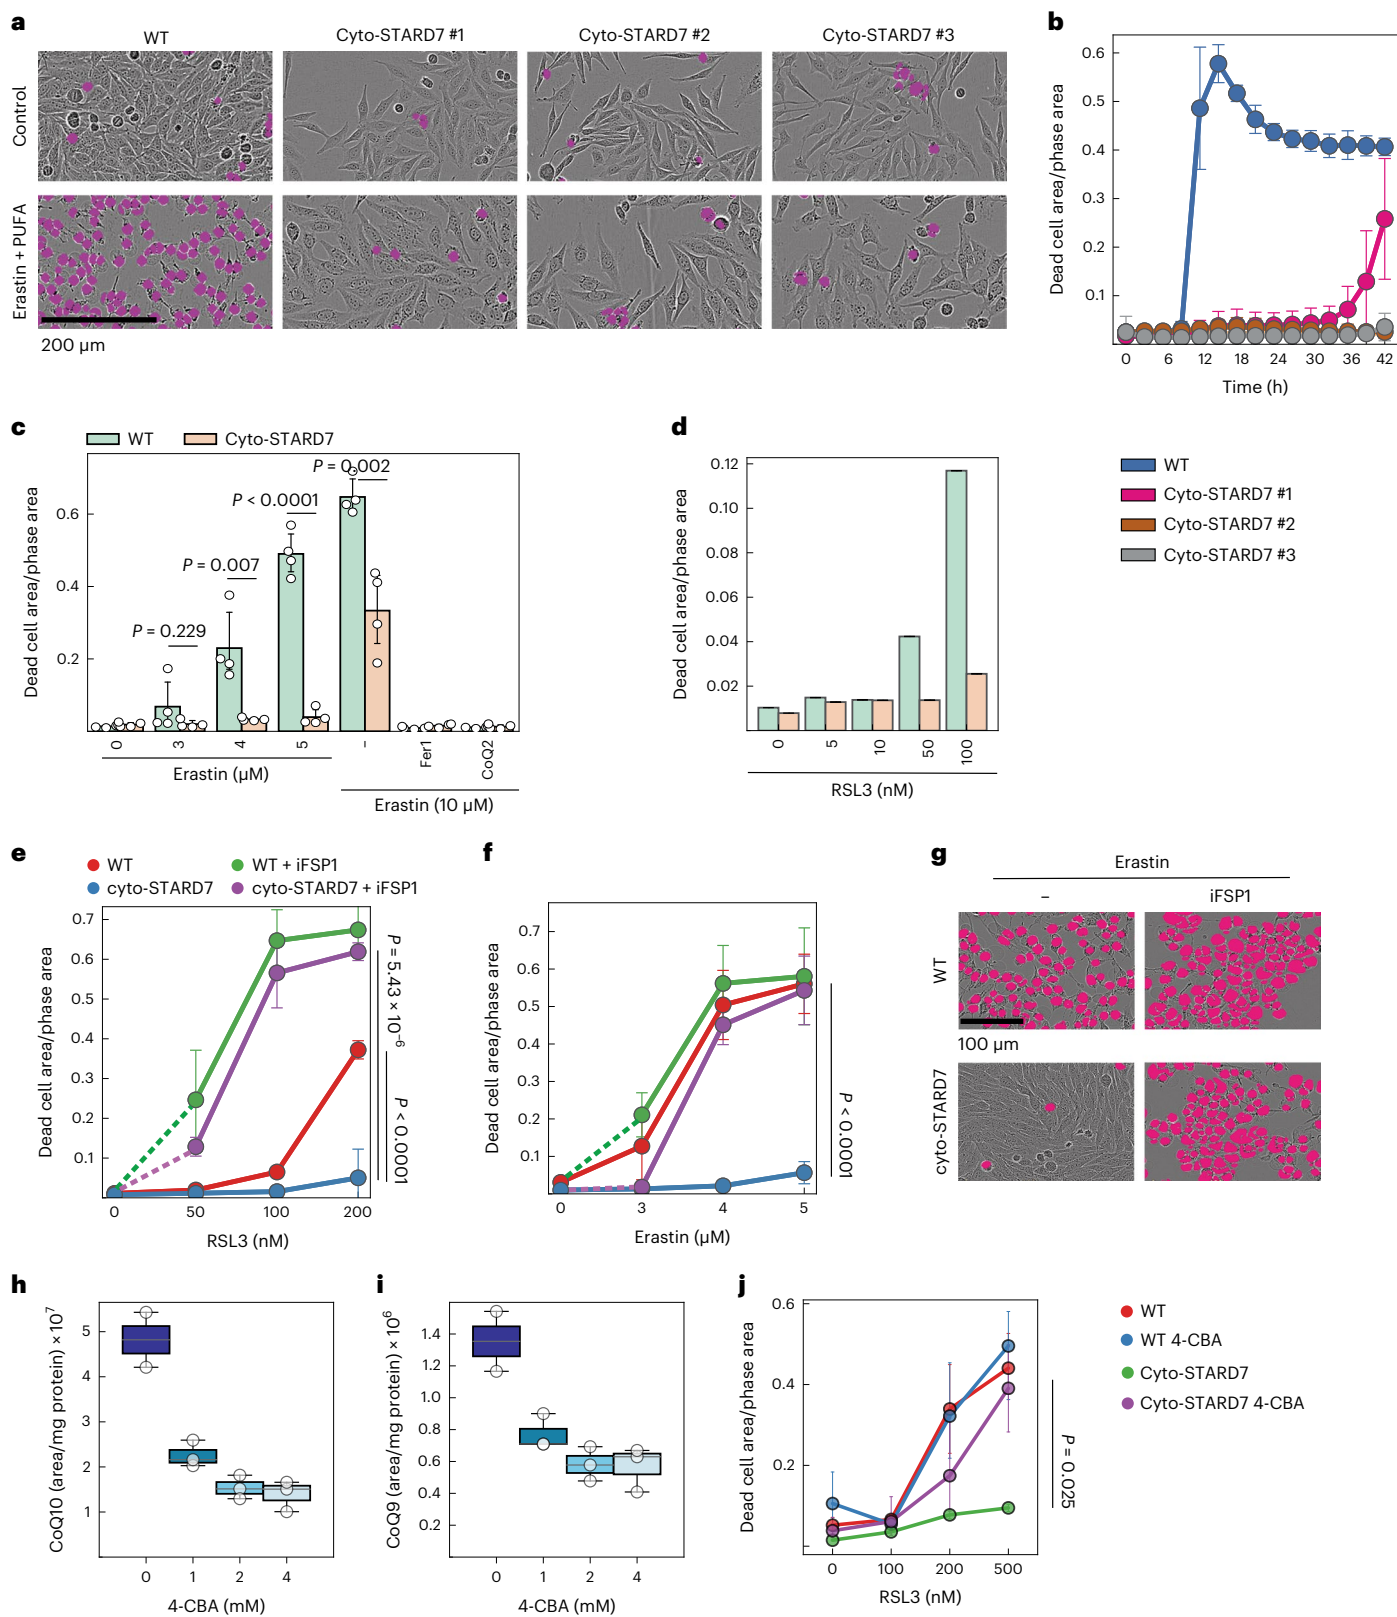 a
WT
Cyto-STARD7 #1
Cyto-STARD7 #2
Cyto-STARD7 #3
Control
Erastin + PUFA
200 µm
b
Dead cell area/phase area
0.6
0.5
0.4
0.3
0.2
0.1
0 6 12 18 24 30 36 42
Time (h)
WT
Cyto-STARD7 #1
Cyto-STARD7 #2
Cyto-STARD7 #3
c
WT
Cyto-STARD7
Dead cell area/phase area
0.6
0.4
0.2
P = 0.229
P = 0.007
P < 0.0001
P = 0.002
0 3 4 5 – Fer1 CoQ2
Erastin (µM)
Erastin (10 µM)
d
Dead cell area/phase area
0.12
0.10
0.08
0.06
0.04
0.02
0 5 10 50 100
RSL3 (nM)
e
WT
WT + iFSP1
cyto-STARD7
cyto-STARD7 + iFSP1
Dead cell area/phase area
0.7
0.6
0.5
0.4
0.3
0.2
0.1
0 50 100 200
RSL3 (nM)
P = 5.43 × 10⁻⁶
P < 0.0001
f
Dead cell area/phase area
0.7
0.6
0.5
0.4
0.3
0.2
0.1
0 3 4 5
Erastin (µM)
P < 0.0001
g
Erastin
–
iFSP1
WT
100 µm
cyto-STARD7
h
CoQ10 (area/mg protein) × 10⁷
5
4
3
2
1
0 1 2 4
4-CBA (mM)
i
CoQ9 (area/mg protein) × 10⁶
1.4
1.2
1.0
0.8
0.6
0.4
0.2
0 1 2 4
4-CBA (mM)
j
Dead cell area/phase area
0.6
0.4
0.2
0 100 200 500
RSL3 (nM)
P = 0.025
WT
WT 4-CBA
Cyto-STARD7
Cyto-STARD7 4-CBA